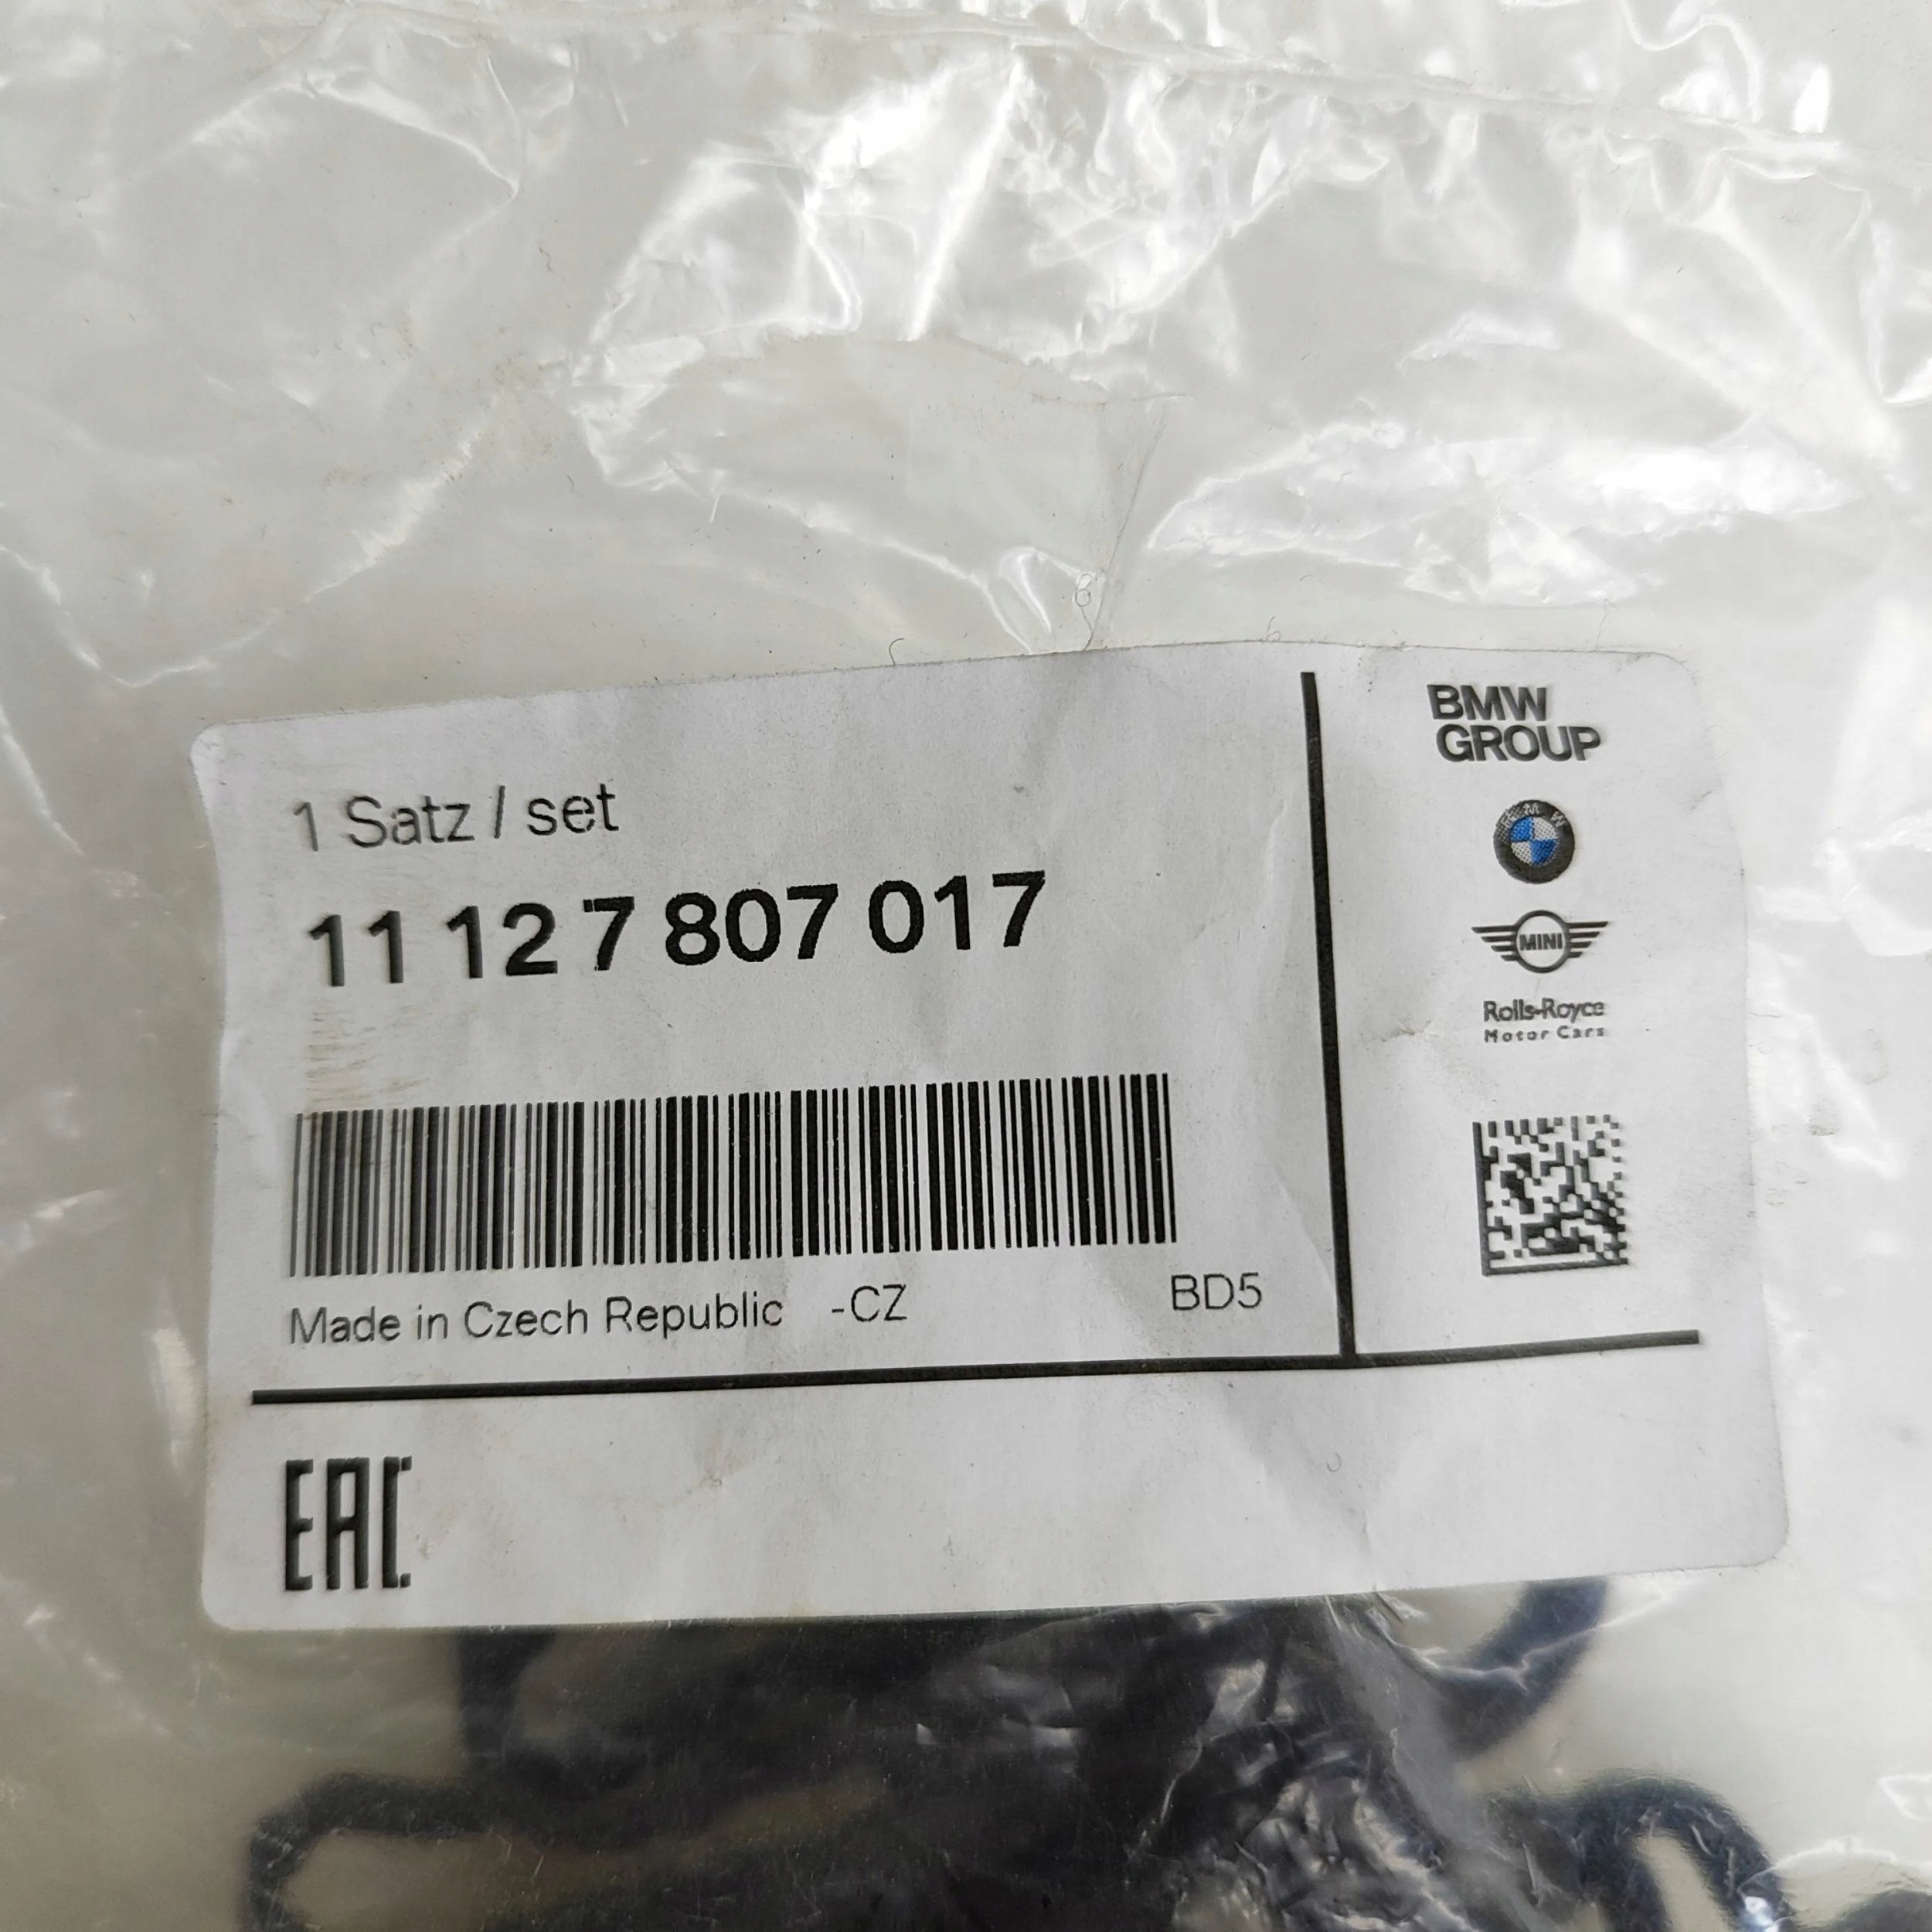 1 Satz / set
11 12 7 807 017
Made in Czech Republic -CZ BD5
BMW
GROUP
MINI
Rolls-Royce
Motor Cars
EAC